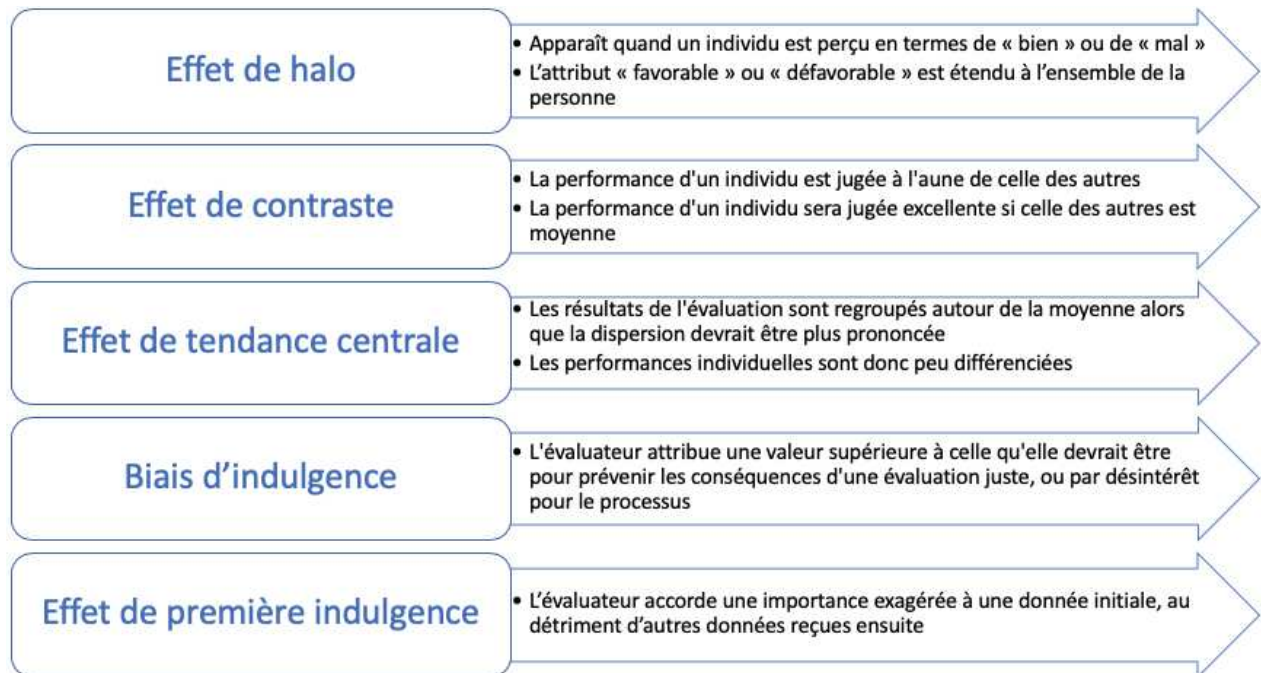 Effet de halo
• Apparaît quand un individu est perçu en termes de « bien » ou de « mal »
• L'attribut « favorable » ou « défavorable » est étendu à l'ensemble de la
personne
Effet de contraste
• La performance d'un individu est jugée à l'aune de celle des autres
• La performance d'un individu sera jugée excellente si celle des autres est
moyenne
Effet de tendance centrale
• Les résultats de l'évaluation sont regroupés autour de la moyenne alors
que la dispersion devrait être plus prononcée
• Les performances individuelles sont donc peu différenciées
Biais d'indulgence
• L'évaluateur attribue une valeur supérieure à celle qu'elle devrait être
pour prévenir les conséquences d'une évaluation juste, ou par désintérêt
pour le processus
Effet de première indulgence
• L'évaluateur accorde une importance exagérée à une donnée initiale, au
détriment d'autres données reçues ensuite